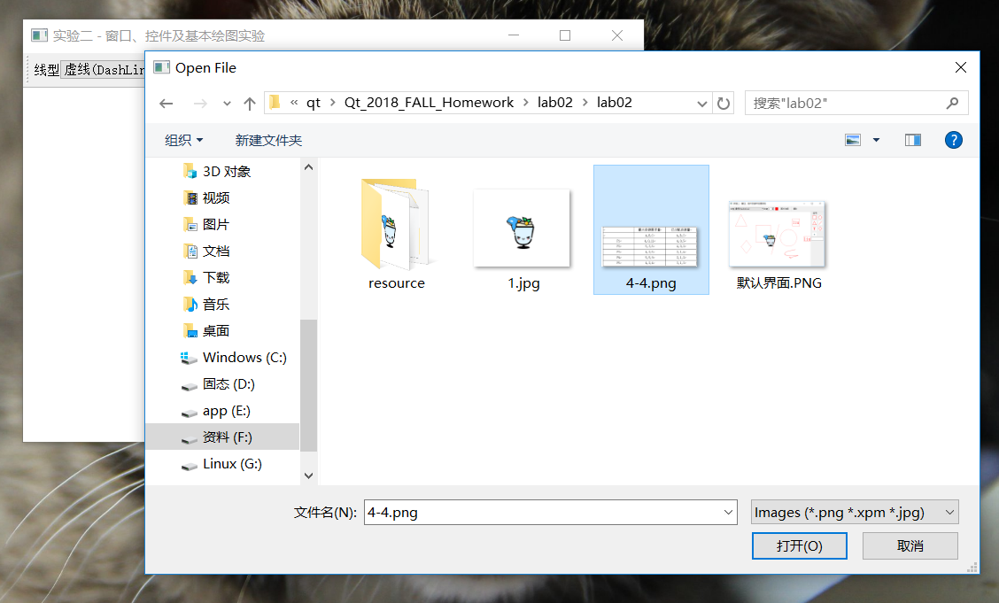 实验二 - 窗口、控件及基本绘图实验
线型 虚线(DashLin
Open File
« qt › Qt_2018_FALL_Homework › lab02 › lab02
搜索"lab02"
组织
新建文件夹
?
3D 对象
视频
图片
文档
下载
音乐
桌面
Windows (C:)
固态 (D:)
app (E:)
资料 (F:)
Linux (G:)
resource
1.jpg
4-4.png
默认界面.PNG
文件名(N):
4-4.png
Images (*.png *.xpm *.jpg)
打开(O)
取消